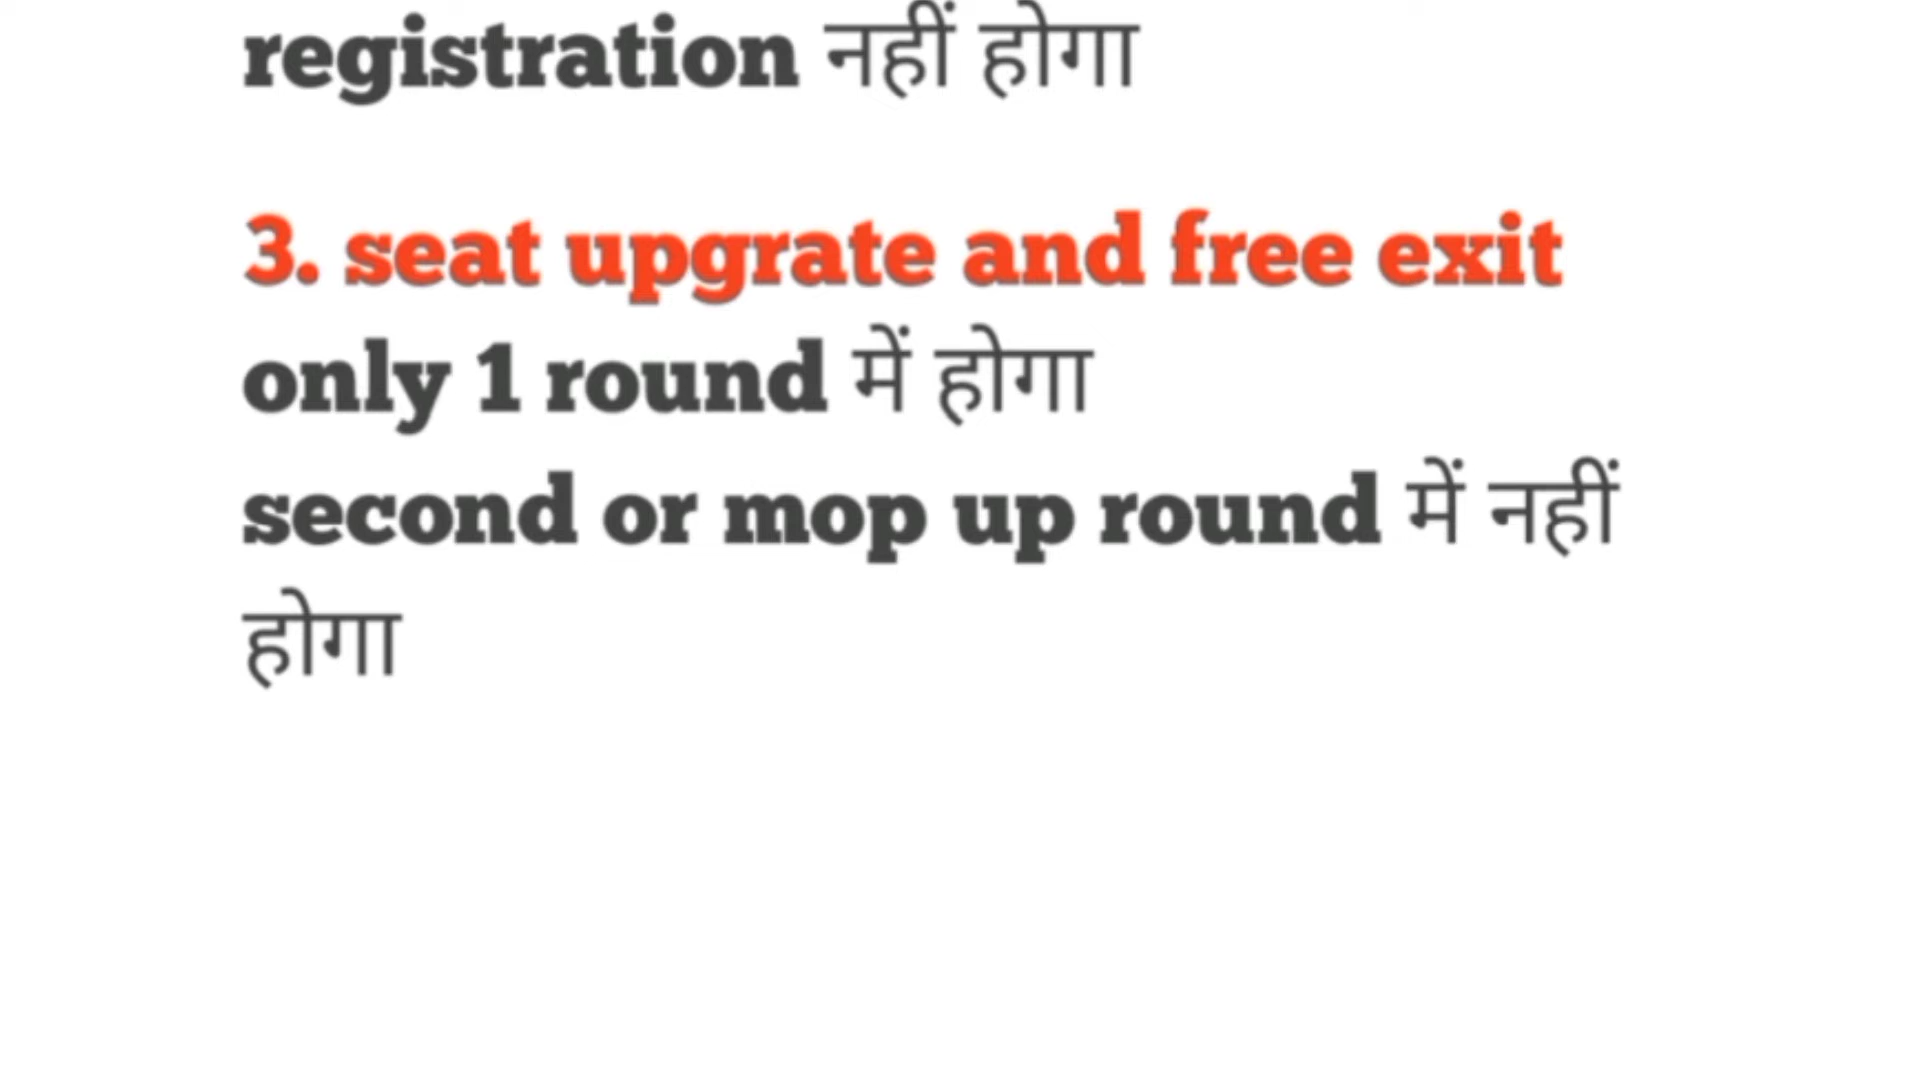 registration नहीं होगा
3. seat upgrate and free exit
only 1 round में होगा
second or mop up round में नहीं
होगा